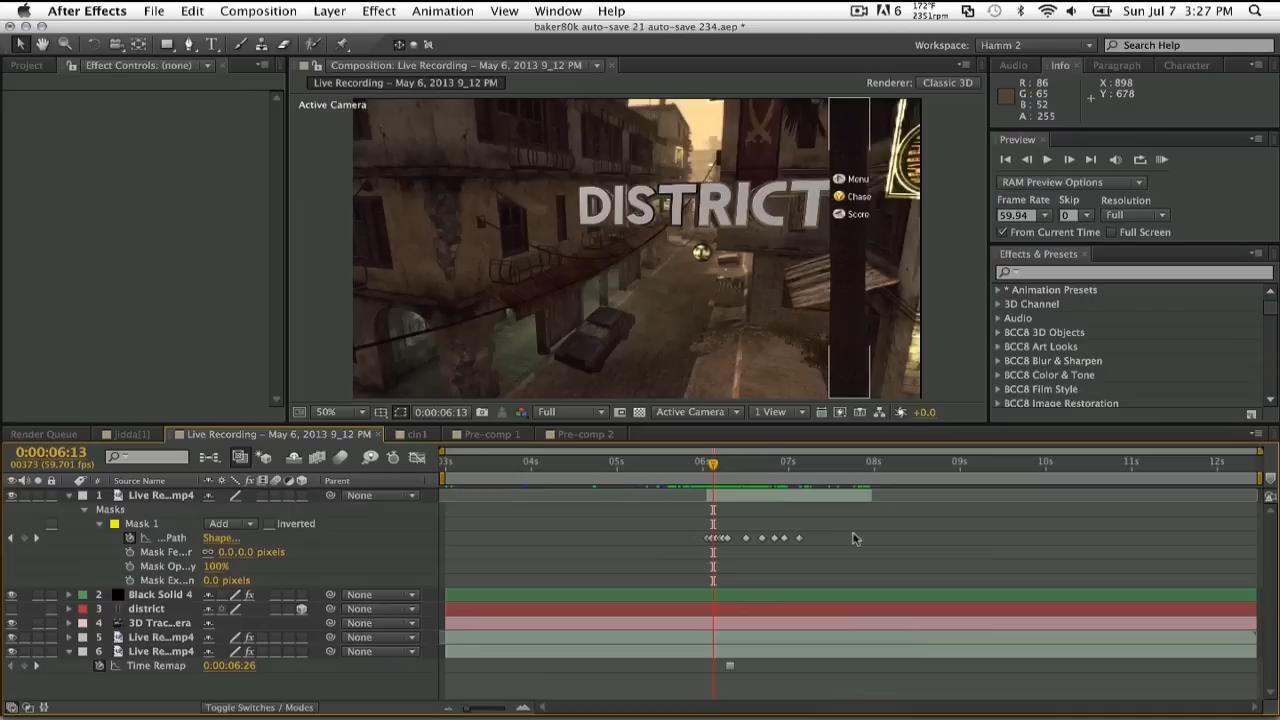 After Effects File Edit Composition Layer Effect Animation View Window Help
6 172°F 2351rpm Sun Jul 7 3:27 PM
baker80k auto-save 21 auto-save 234.aep *
Workspace: Hamm 2 Search Help
Project Effect Controls: (none) Composition: Live Recording – May 6, 2013 9_12 PM Audio Info Paragraph Character
Live Recording – May 6, 2013 9_12 PM Renderer: Classic 3D
R : 86 X : 898
G : 65 Y : 678
B : 52
A : 255
Active Camera
Preview
RAM Preview Options
Frame Rate Skip Resolution
59.94 0 Full
From Current Time Full Screen
Effects & Presets
* Animation Presets
3D Channel
Audio
BCC8 3D Objects
BCC8 Art Looks
BCC8 Blur & Sharpen
BCC8 Color & Tone
BCC8 Film Style
BCC8 Image Restoration
DISTRICT
Menu
Chase
Score
50% 0:00:06:13 Full Active Camera 1 View +0.0
Render Queue Jidda[1] Live Recording – May 6, 2013 9_12 PM cin1 Pre-comp 1 Pre-comp 2
0:00:06:13
00373 (59.701 fps)
03s 04s 05s 06s 07s 08s 09s 10s 11s 12s
# Source Name Parent
1 Live Re...mp4 None
Masks
Mask 1 Add Inverted
...Path Shape...
Mask Fe...r 0.0,0.0 pixels
Mask Op...y 100%
Mask Ex...n 0.0 pixels
2 Black Solid 4 fx None
3 district None
4 3D Trac...era None
5 Live Re...mp4 fx None
6 Live Re...mp4 fx None
Time Remap 0:00:06:26
Toggle Switches / Modes